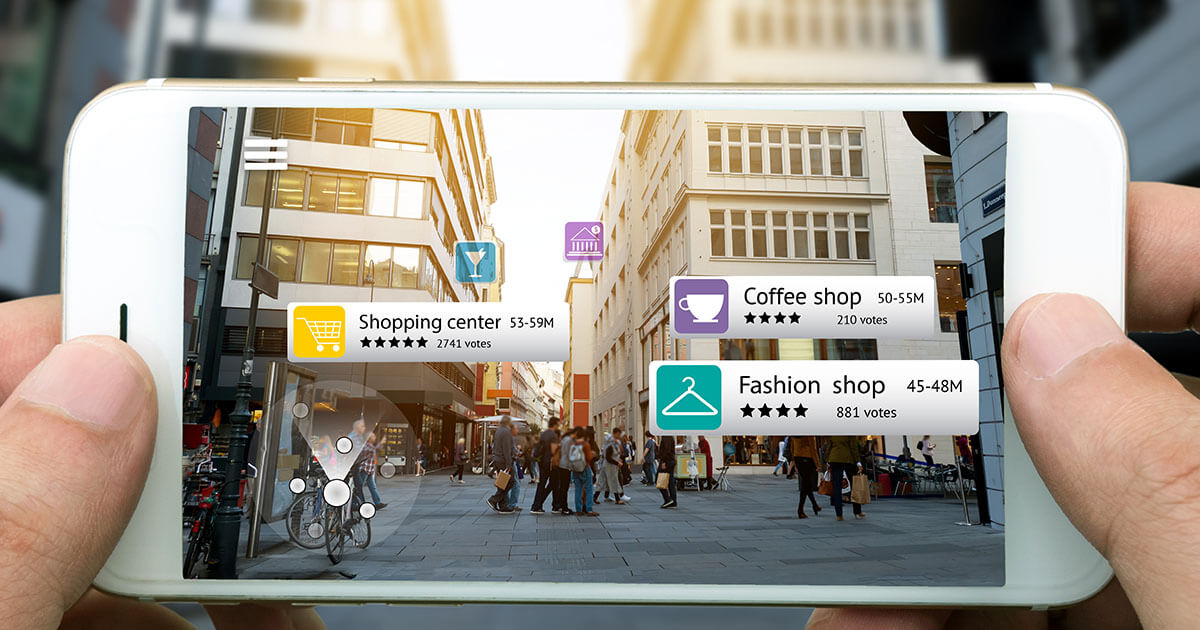 Coffee shop 50-55M
210 votes
Shopping center 53-59M
2741 votes
Fashion shop 45-48M
881 votes